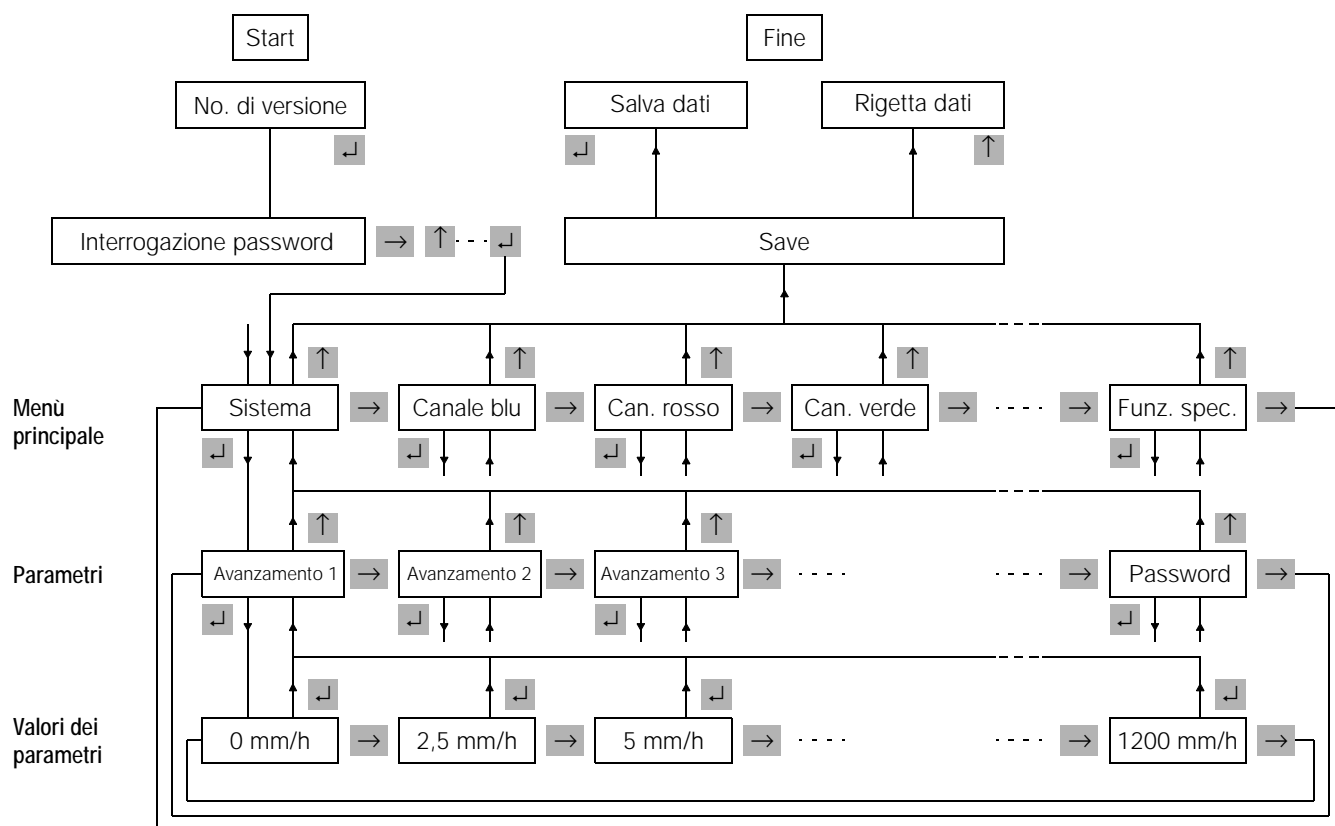 Start
Fine
No. di versione
Salva dati
Rigetta dati
↵
↵
↑
Interrogazione password → ↑ - - - - ↵
Save
↑ ↑ ↑ ↑ ↑
Menù
principale
Sistema → Canale blu → Can. rosso → Can. verde → - - - - → Funz. spec. →
↵ ↵ ↵ ↵ ↵
↑ ↑ ↑ ↑
Parametri
Avanzamento 1 → Avanzamento 2 → Avanzamento 3 → - - - - - - - - → Password →
↵ ↵ ↵ ↵
↵ ↵ ↵ ↵
Valori dei
parametri
0 mm/h → 2,5 mm/h → 5 mm/h → - - - - - - - - → 1200 mm/h →